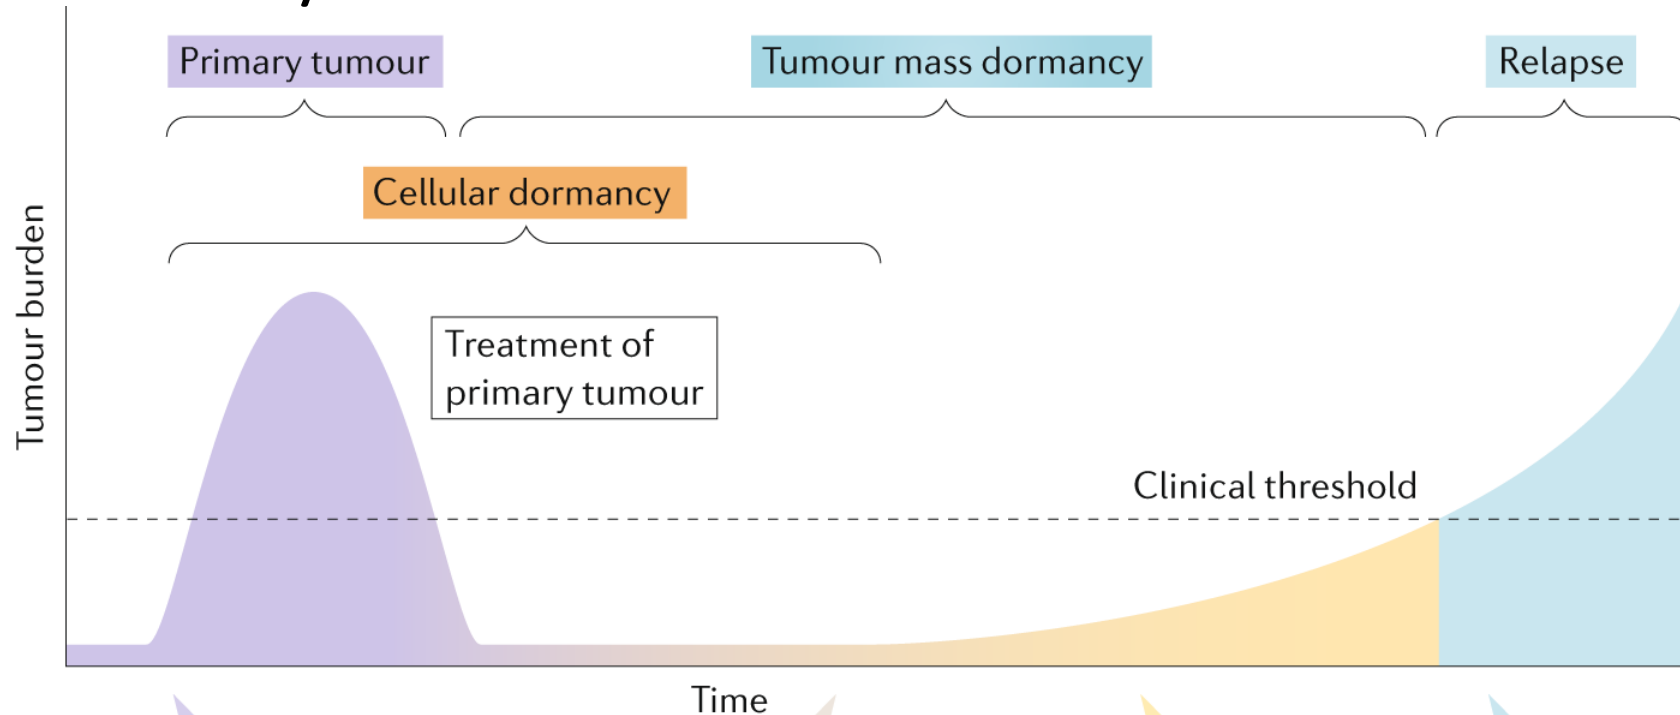 Primary tumour
Tumour mass dormancy
Relapse
Cellular dormancy
Tumour burden
Treatment of
primary tumour
Clinical threshold
Time